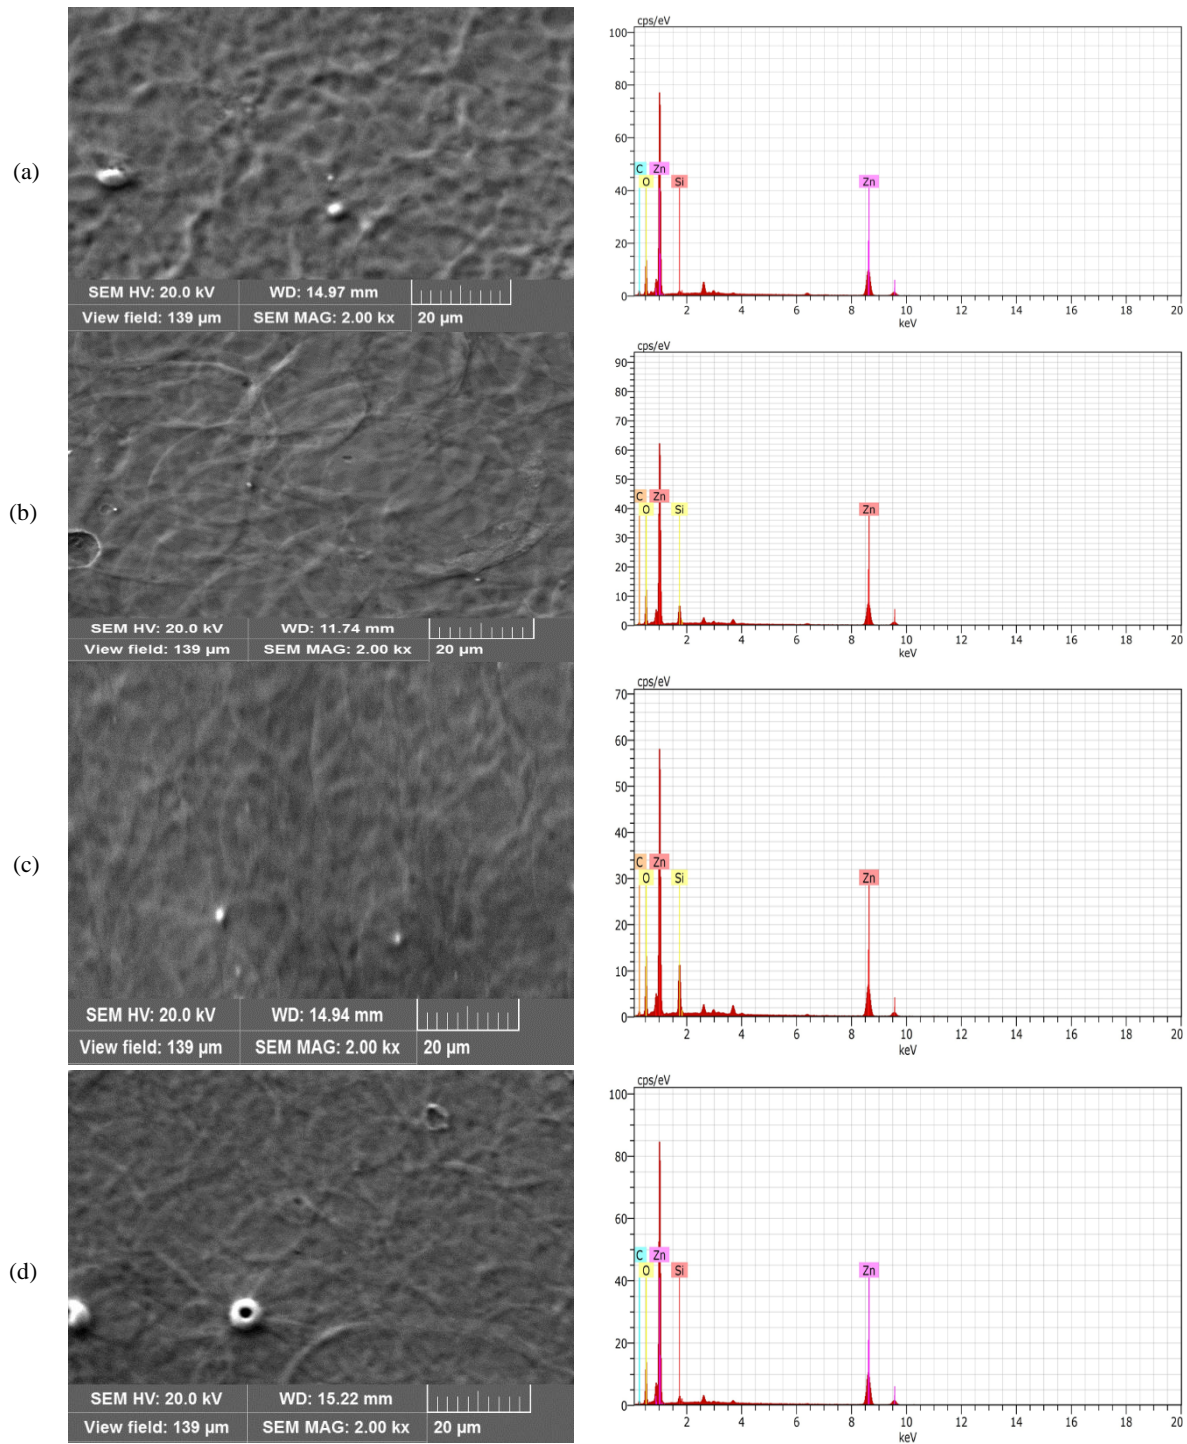 (a)
SEM HV: 20.0 kV WD: 14.97 mm
View field: 139 µm SEM MAG: 2.00 kx 20 µm
cps/eV
100
80
60
40
20
0
C Zn
O Si Zn
2 4 6 8 10 12 14 16 18 20
keV
(b)
SEM HV: 20.0 kV WD: 11.74 mm
View field: 139 µm SEM MAG: 2.00 kx 20 µm
cps/eV
90
80
70
60
50
40
30
20
10
0
C Zn
O Si Zn
2 4 6 8 10 12 14 16 18 20
keV
(c)
SEM HV: 20.0 kV WD: 14.94 mm
View field: 139 µm SEM MAG: 2.00 kx 20 µm
cps/eV
70
60
50
40
30
20
10
0
C Zn
O Si Zn
2 4 6 8 10 12 14 16 18 20
keV
(d)
SEM HV: 20.0 kV WD: 15.22 mm
View field: 139 µm SEM MAG: 2.00 kx 20 µm
cps/eV
100
80
60
40
20
0
C Zn
O Si Zn
2 4 6 8 10 12 14 16 18 20
keV